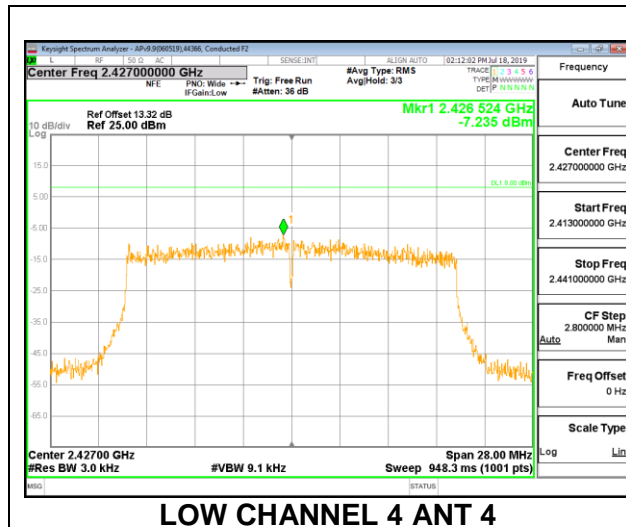 Keysight Spectrum Analyzer - APv9.9(060519),44366, Conducted F2
L RF 50 Ω AC SENSE:INT ALIGN AUTO 02:12:02 PM Jul 18, 2019
Center Freq 2.427000000 GHz
NFE
PNO: Wide
IFGain:Low
Trig: Free Run
#Atten: 36 dB
#Avg Type: RMS
Avg|Hold: 3/3
TRACE 1 2 3 4 5 6
TYPE M WWWWW
DET P N N N N N
Ref Offset 13.32 dB
Ref 25.00 dBm
10 dB/div
Log
Mkr1 2.426 524 GHz
-7.235 dBm
15.0
5.00
-5.00
-15.0
-25.0
-35.0
-45.0
-55.0
-65.0
DL1 8.00 dBm
Center 2.42700 GHz
Span 28.00 MHz
#Res BW 3.0 kHz
#VBW 9.1 kHz
Sweep 948.3 ms (1001 pts)
MSG
STATUS
Frequency
Auto Tune
Center Freq
2.427000000 GHz
Start Freq
2.413000000 GHz
Stop Freq
2.441000000 GHz
CF Step
2.800000 MHz
Auto Man
Freq Offset
0 Hz
Scale Type
Log Lin
LOW CHANNEL 4 ANT 4